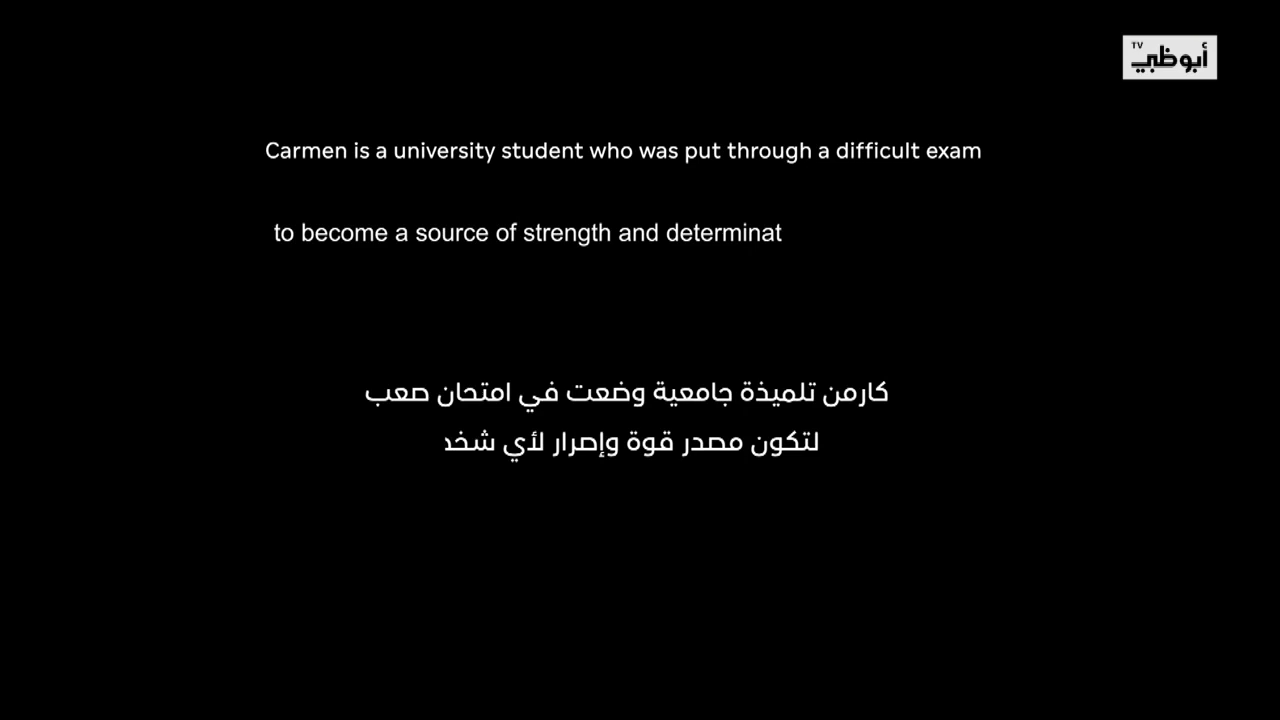 TV أبوظبي
Carmen is a university student who was put through a difficult exam
to become a source of strength and determinat
كارمن تلميذة جامعية وضعت في امتحان صعب
لتكون مصدر قوة وإصرار لأي